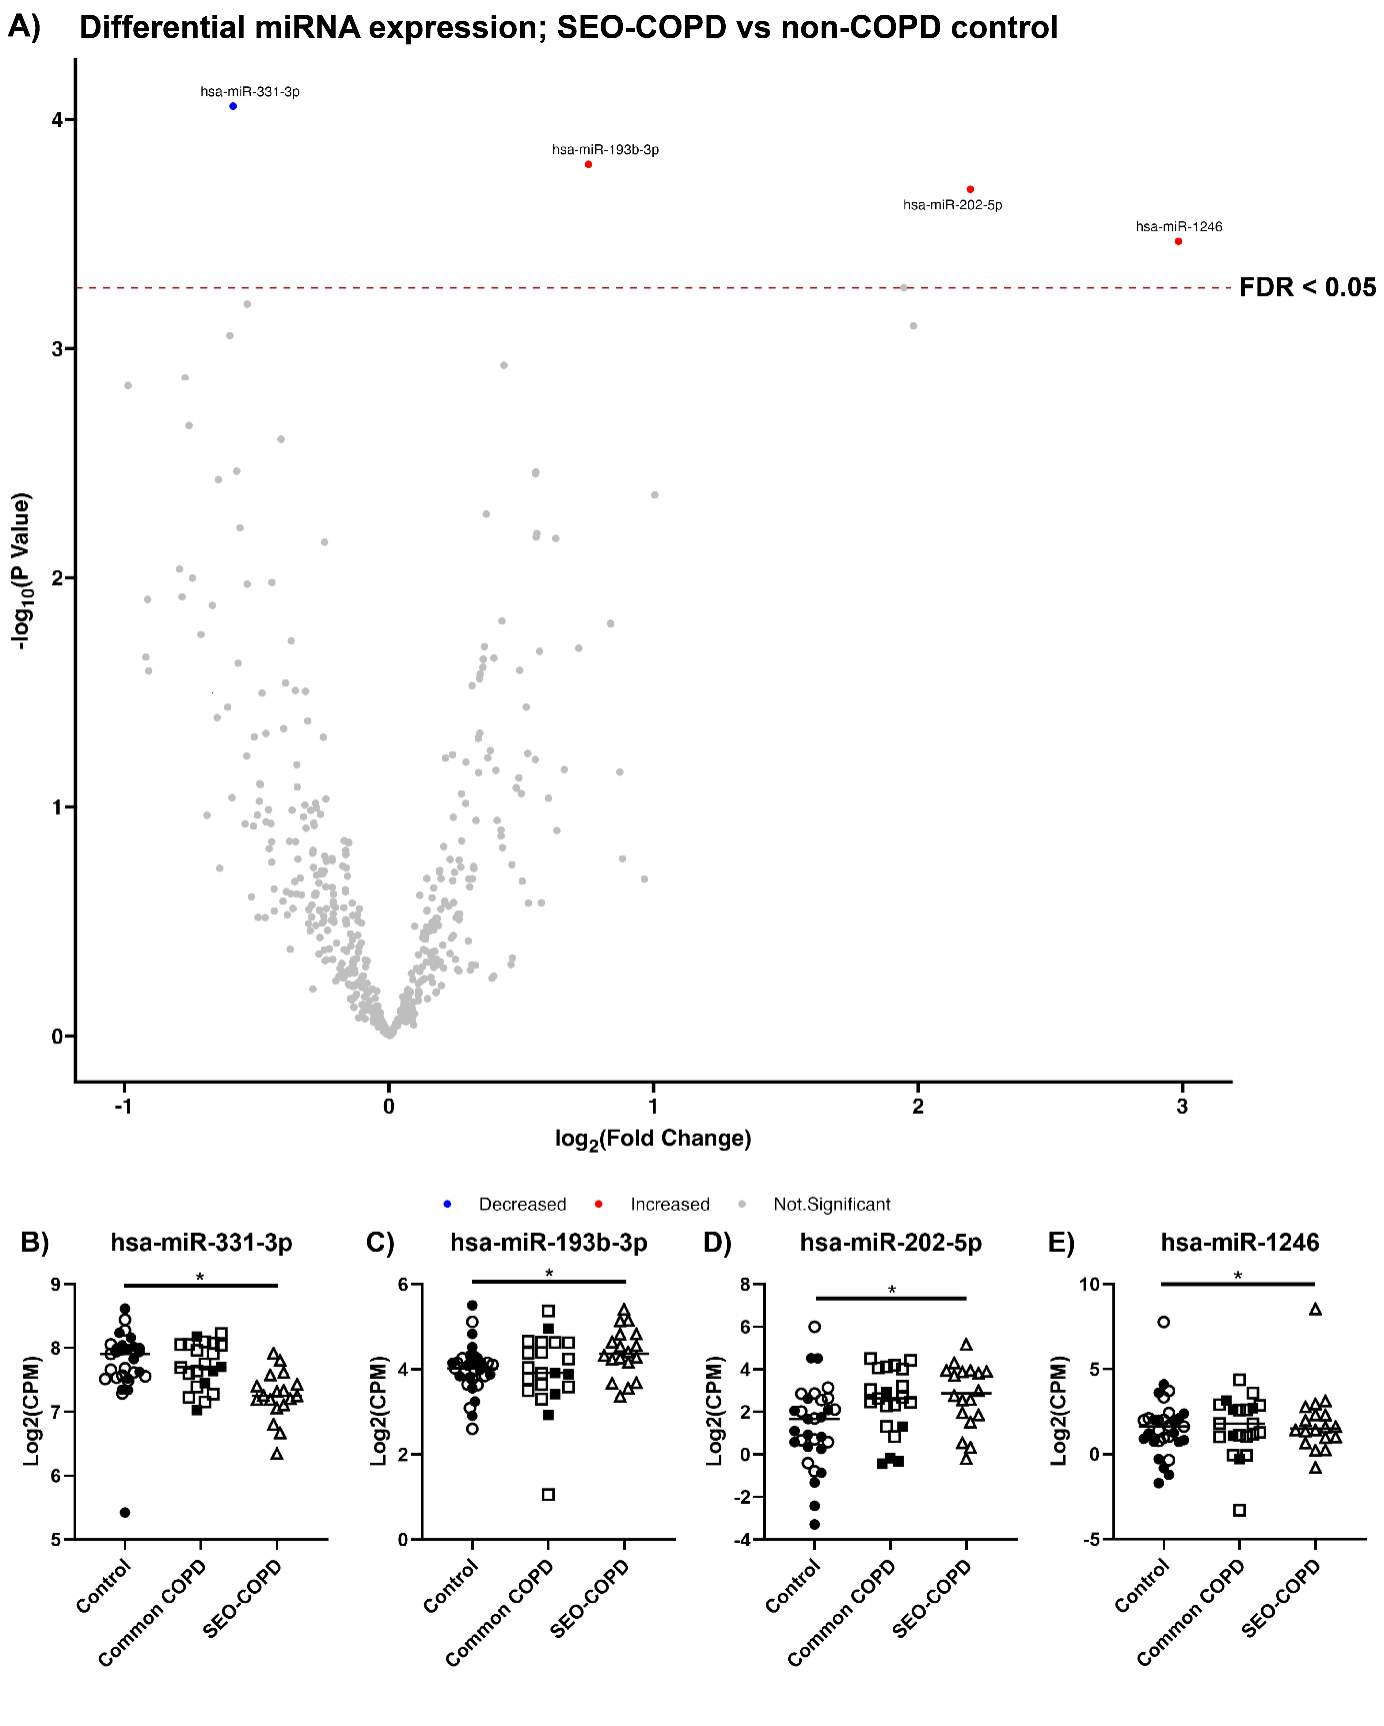 A) Differential miRNA expression; SEO-COPD vs non-COPD control
hsa-miR-331-3p
hsa-miR-193b-3p
hsa-miR-202-5p
hsa-miR-1246
FDR < 0.05
4
3
2
1
0
-log10(P Value)
-1 0 1 2 3
log2(Fold Change)
Decreased Increased Not.Significant
B) hsa-miR-331-3p
*
9
8
7
6
5
Log2(CPM)
Control
Common COPD
SEO-COPD
C) hsa-miR-193b-3p
*
6
4
2
0
Log2(CPM)
Control
Common COPD
SEO-COPD
D) hsa-miR-202-5p
*
8
6
4
2
0
-2
-4
Log2(CPM)
Control
Common COPD
SEO-COPD
E) hsa-miR-1246
*
10
5
0
-5
Log2(CPM)
Control
Common COPD
SEO-COPD